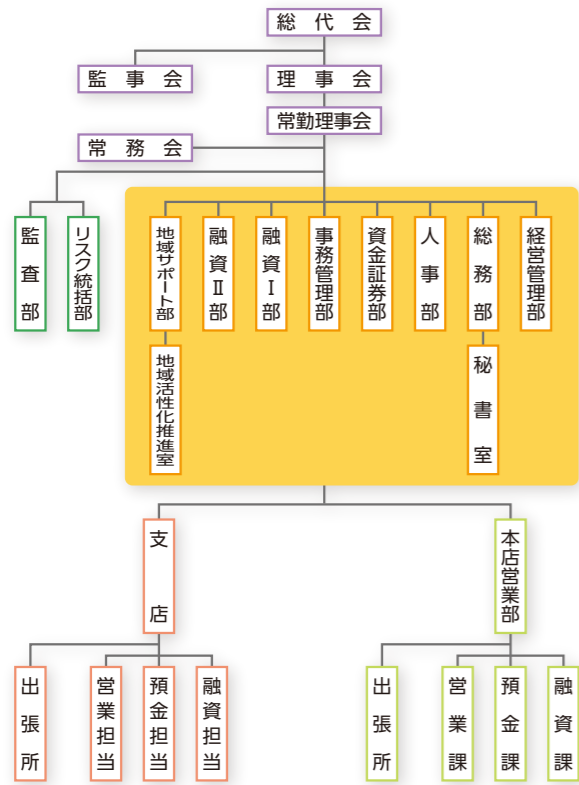 総代会
監事会
理事会
常勤理事会
常務会
監査部
リスク統括部
地域サポート部
融資Ⅱ部
融資Ⅰ部
事務管理部
資金証券部
人事部
総務部
経営管理部
地域活性化推進室
秘書室
支店
本店営業部
出張所
営業担当
預金担当
融資担当
出張所
営業課
預金課
融資課